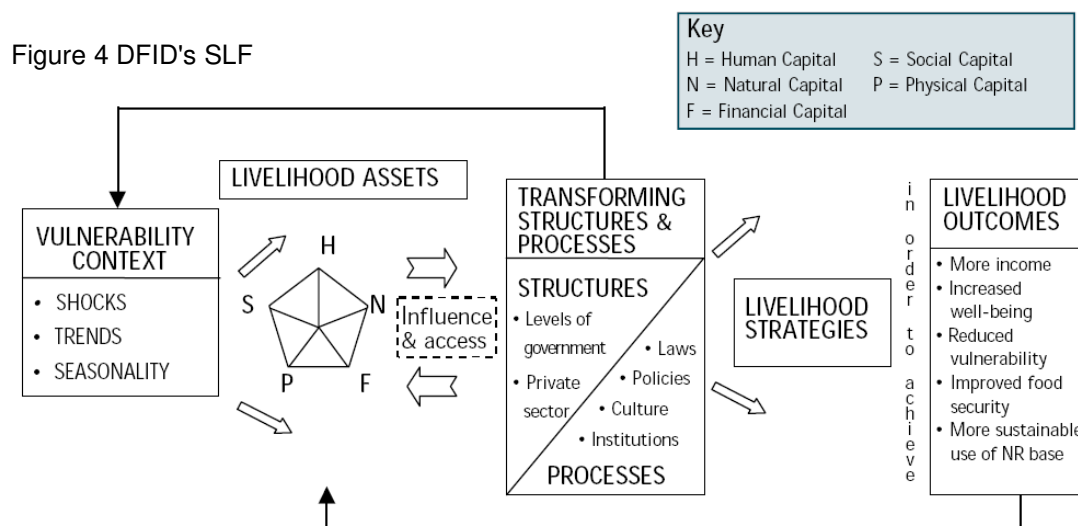 Figure 4 DFID's SLF
Key
H = Human Capital S = Social Capital
N = Natural Capital P = Physical Capital
F = Financial Capital
LIVELIHOOD ASSETS
VULNERABILITY
CONTEXT
• SHOCKS
• TRENDS
• SEASONALITY
H
S
N
P
F
Influence
& access
TRANSFORMING
STRUCTURES &
PROCESSES
STRUCTURES
• Levels of
government
• Private
sector
• Laws
• Policies
• Culture
• Institutions
PROCESSES
LIVELIHOOD
STRATEGIES
in order to achieve
LIVELIHOOD
OUTCOMES
• More income
• Increased
well-being
• Reduced
vulnerability
• Improved food
security
• More sustainable
use of NR base